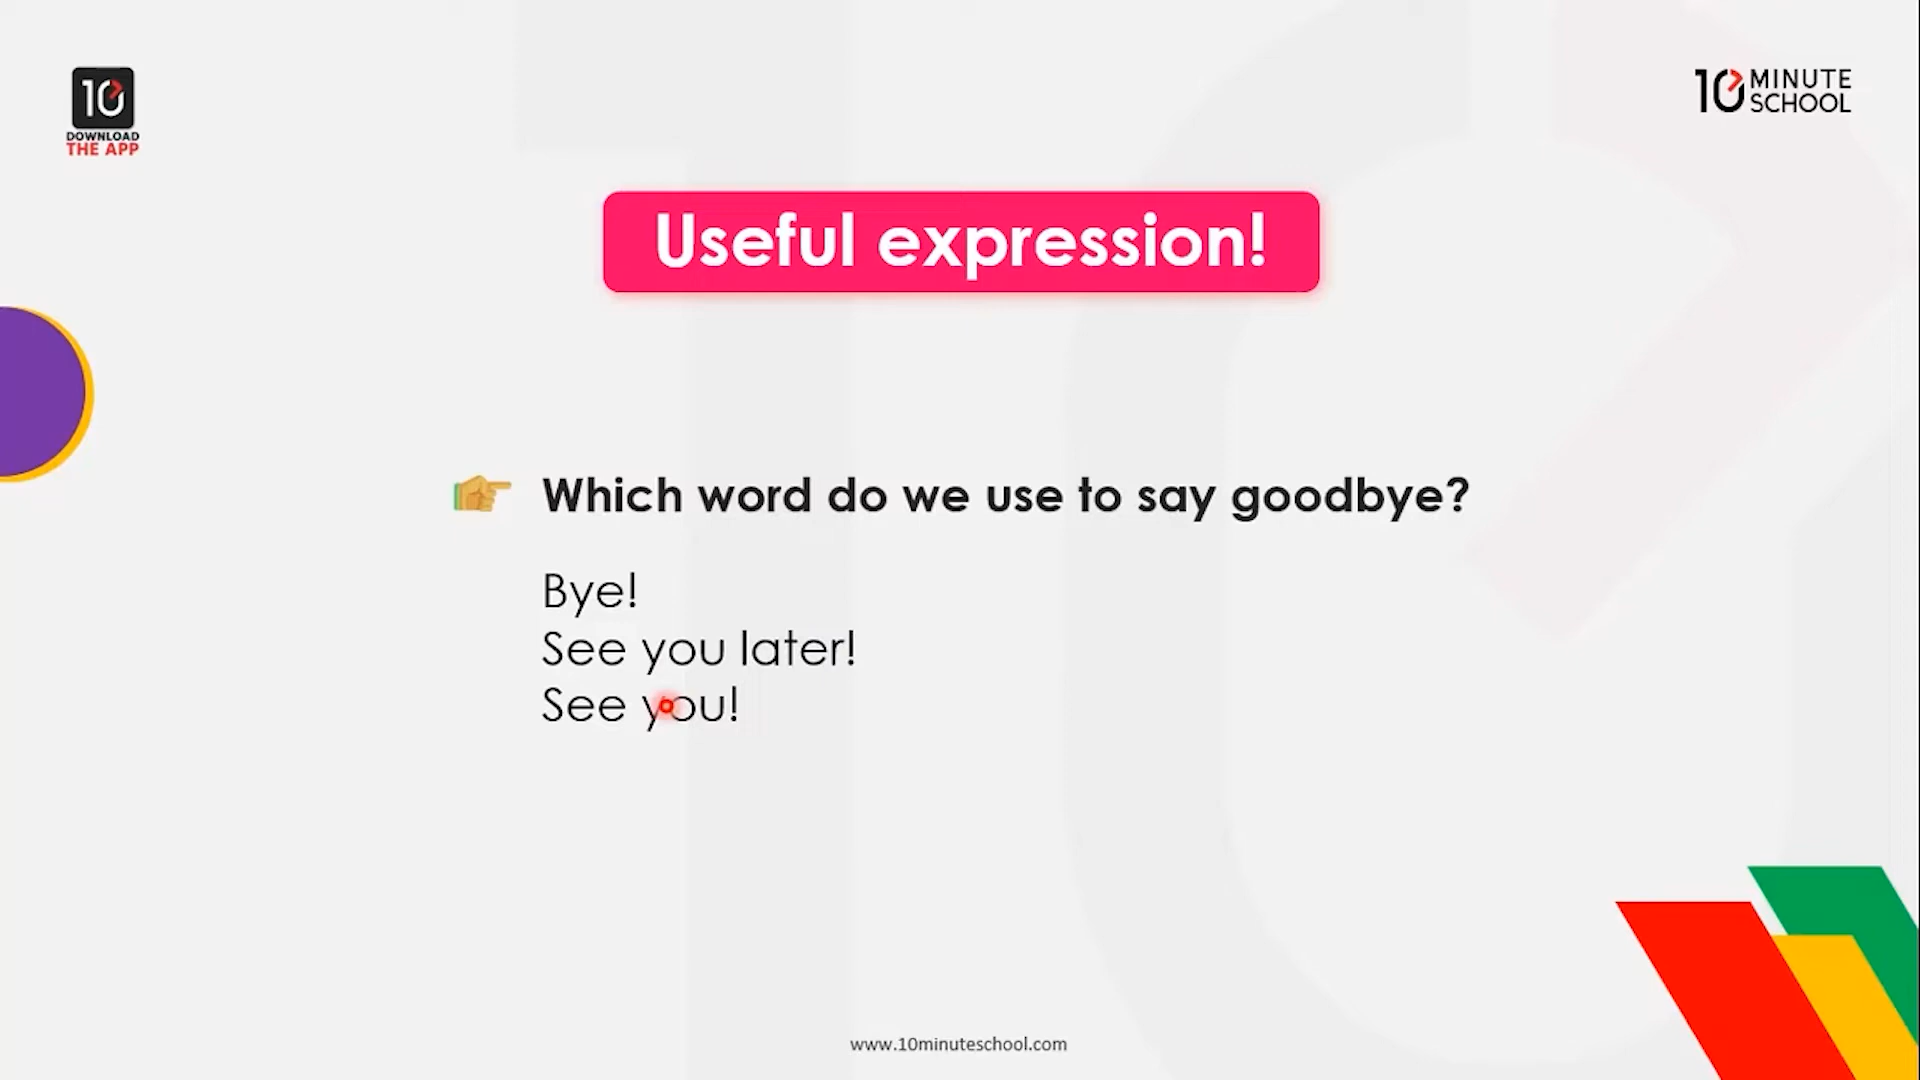 10
DOWNLOAD
THE APP
10 MINUTE
SCHOOL
Useful expression!
Which word do we use to say goodbye?
Bye!
See you later!
See you!
www.10minuteschool.com